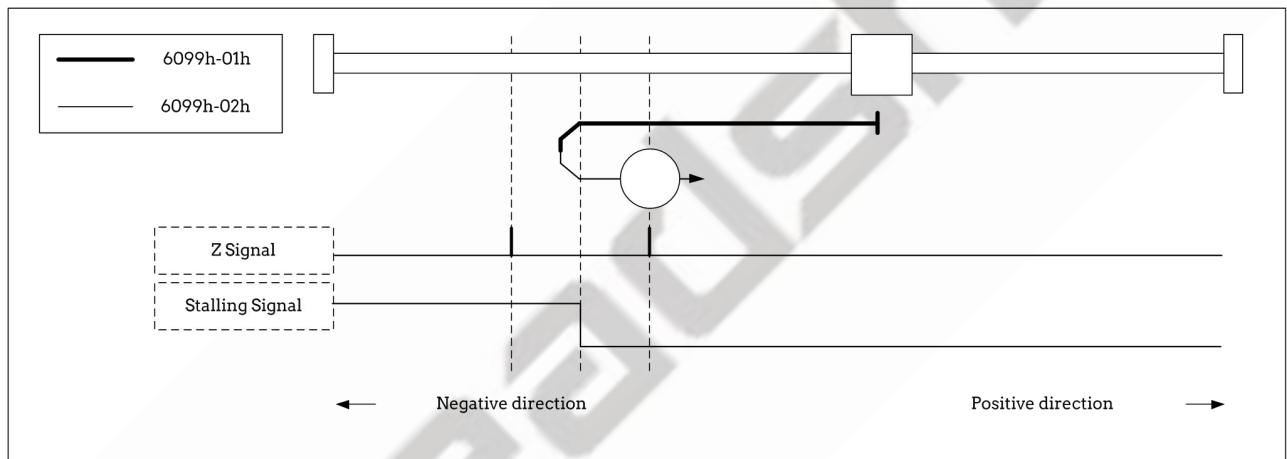 6099h-01h
6099h-02h
Z Signal
Stalling Signal
Negative direction
Positive direction